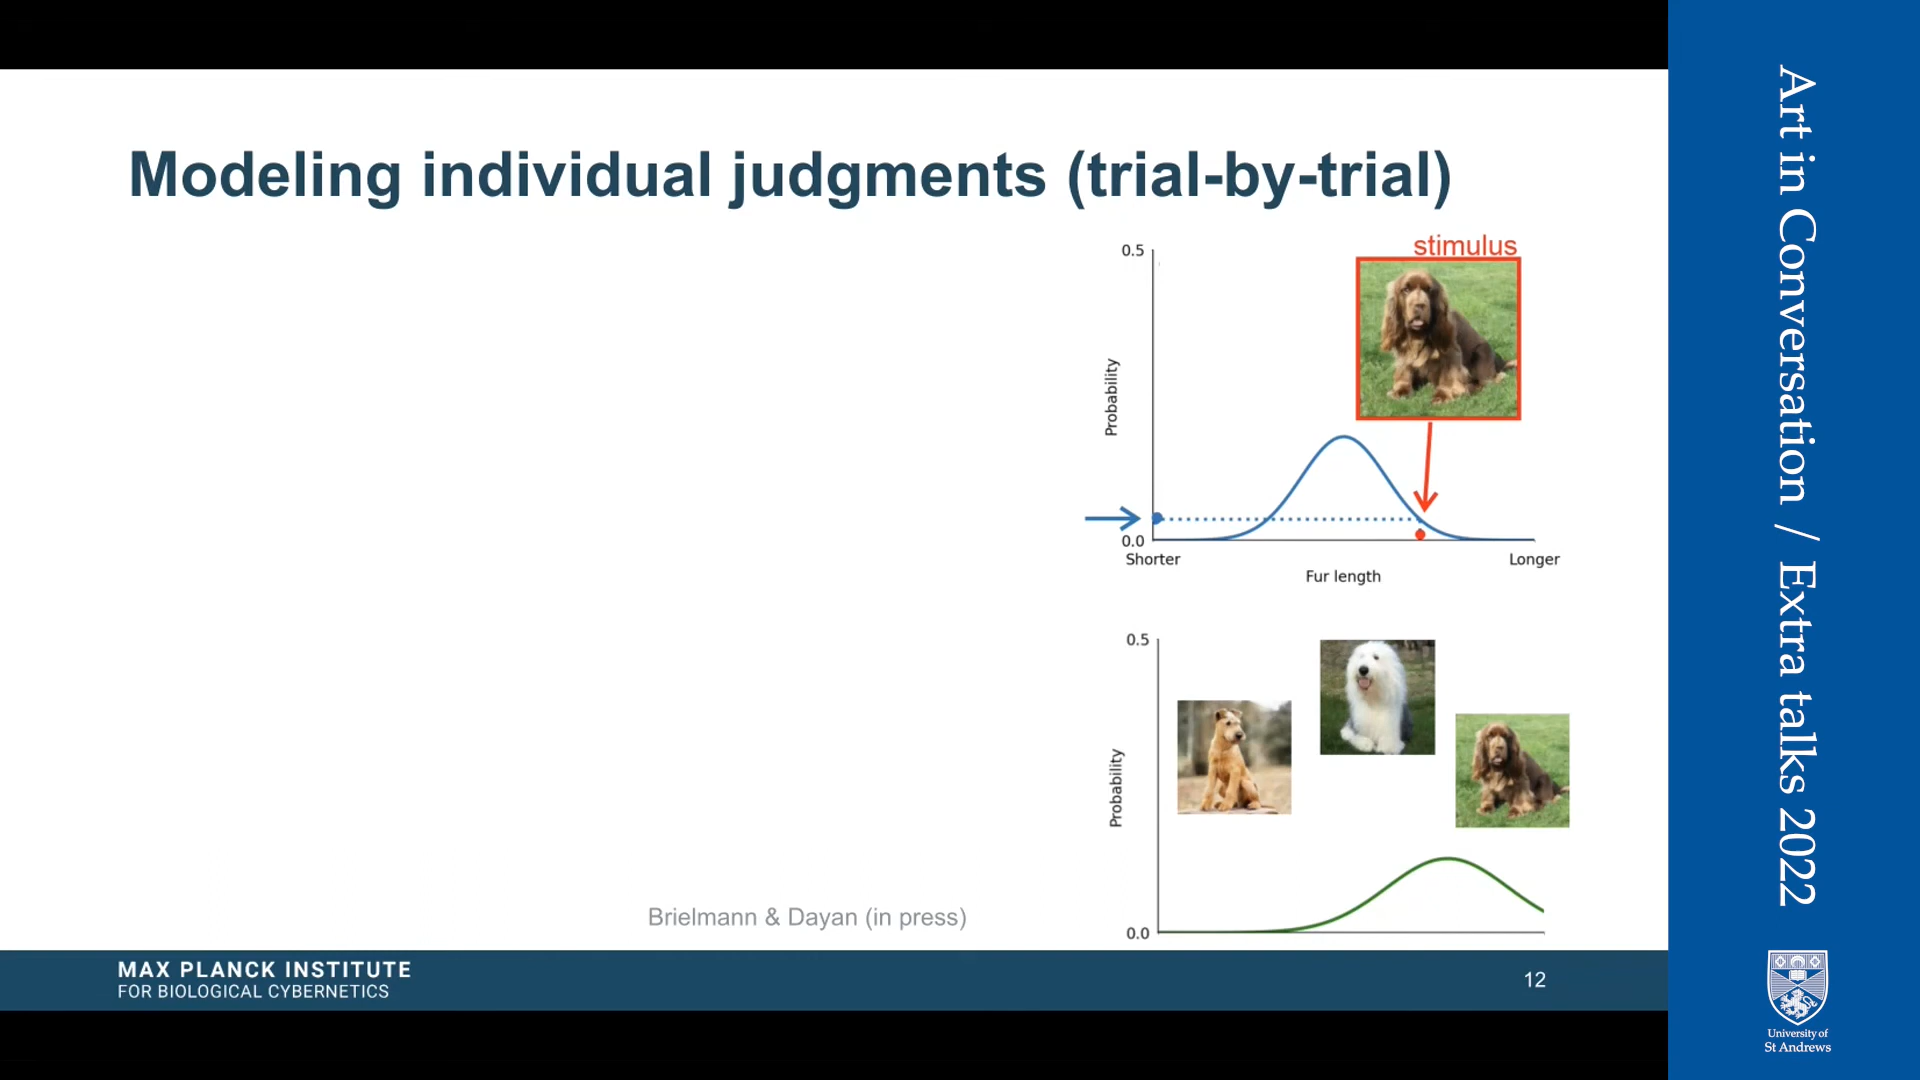 Modeling individual judgments (trial-by-trial)
stimulus
0.5
Probability
0.0
Shorter
Longer
Fur length
0.5
Probability
0.0
Brielmann & Dayan (in press)
MAX PLANCK INSTITUTE
FOR BIOLOGICAL CYBERNETICS
12
Art in Conversation / Extra talks 2022
University of
St Andrews